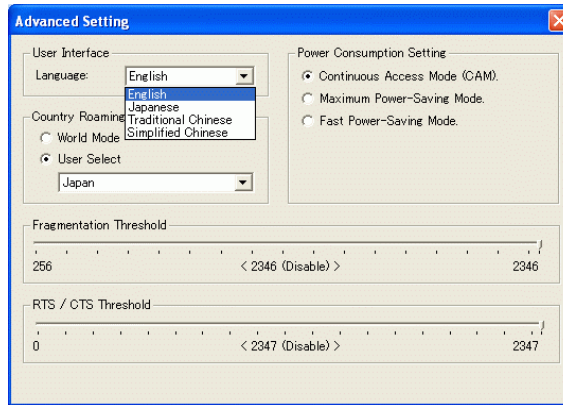 Advanced Setting
User Interface
Language:
English
English
Japanese
Traditional Chinese
Simplified Chinese
Country Roaming
World Mode
User Select
Japan
Power Consumption Setting
Continuous Access Mode (CAM).
Maximum Power-Saving Mode.
Fast Power-Saving Mode.
Fragmentation Threshold
256 < 2346 (Disable) > 2346
RTS / CTS Threshold
0 < 2347 (Disable) > 2347